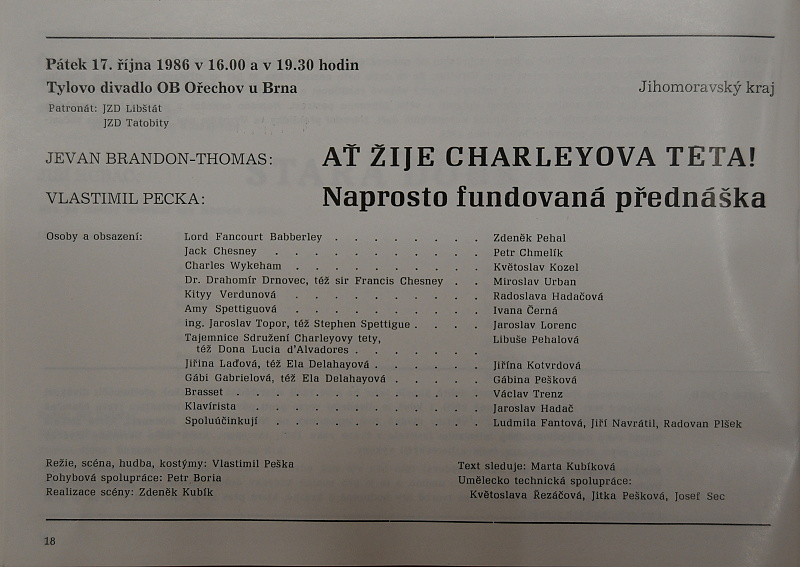 Pátek 17. října 1986 v 16.00 a v 19.30 hodin
Tylovo divadlo OB Ořechov u Brna
Jihomoravský kraj
Patronát: JZD Libštát
JZD Tatobity
JEVAN BRANDON-THOMAS: AŤ ŽIJE CHARLEYOVA TETA!
VLASTIMIL PECKA: Naprosto fundovaná přednáška
Osoby a obsazení: Lord Fancourt Babberley . . . . . . . . Zdeněk Pehal
Jack Chesney . . . . . . . . . . . Petr Chmelík
Charles Wykeham . . . . . . . . . . Květoslav Kozel
Dr. Drahomír Drnovec, též sir Francis Chesney . . Miroslav Urban
Kityy Verdunová . . . . . . . . . . Radoslava Hadačová
Amy Spettiguová . . . . . . . . . . Ivana Černá
ing. Jaroslav Topor, též Stephen Spettigue . . . . Jaroslav Lorenc
Tajemnice Sdružení Charleyovy tety, Libuše Pehalová
též Dona Lucia d'Alvadores . . . . . . .
Jiřina Laďová, též Ela Delahayová . . . . . . Jiřína Kotvrdová
Gábi Gabrielová, též Ela Delahayová . . . . . Gábina Pešková
Brasset . . . . . . . . . . . . . Václav Trenz
Klavírista . . . . . . . . . . . . Jaroslav Hadač
Spoluúčinkují . . . . . . . . . . . Ludmila Fantová, Jiří Navrátil, Radovan Plšek
Režie, scéna, hudba, kostýmy: Vlastimil Peška
Pohybová spolupráce: Petr Boria
Realizace scény: Zdeněk Kubík
Text sleduje: Marta Kubíková
Umělecko technická spolupráce:
Květoslava Řezáčová, Jitka Pešková, Josef Sec
18